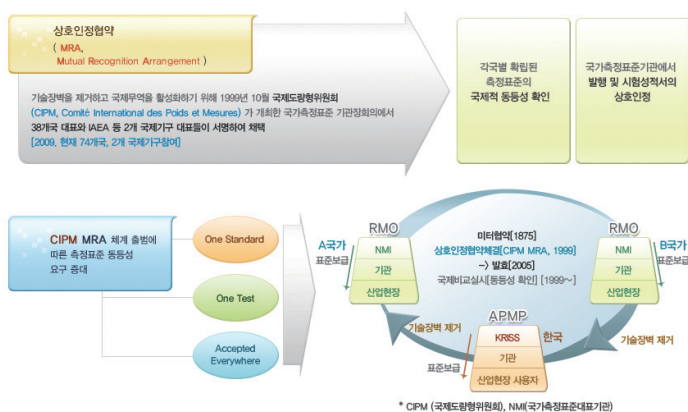 상호인정협약
( MRA,
Mutual Recognition Arrangement )
기술장벽을 제거하고 국제무역을 활성화하기 위해 1999년 10월 국제도량형위원회
(CIPM, Comité International des Poids et Mesures) 가 개최한 국가측정표준 기관장회의에서
38개국 대표와 IAEA 등 2개 국제기구 대표들이 서명하여 채택
[2009. 현재 74개국, 2개 국제기구참여]
각국별 확립된
측정표준의
국제적 동등성 확인
국가측정표준기관에서
발행 및 시험성적서의
상호인정
CIPM MRA 체계 출범에
따른 측정표준 동등성
요구 증대
One Standard
One Test
Accepted
Everywhere
RMO
A국가
표준보급
NMI
기관
산업현장
미터협약[1875]
상호인정협약체결[CIPM MRA, 1999]
-> 발효[2005]
국제비교실시[동등성 확인] [1999~]
RMO
NMI
기관
산업현장
B국가
표준보급
기술장벽 제거
APMP
KRISS
한국
기관
표준보급
산업현장 사용자
기술장벽 제거
* CIPM (국제도량형위원회), NMI(국가측정표준대표기관)